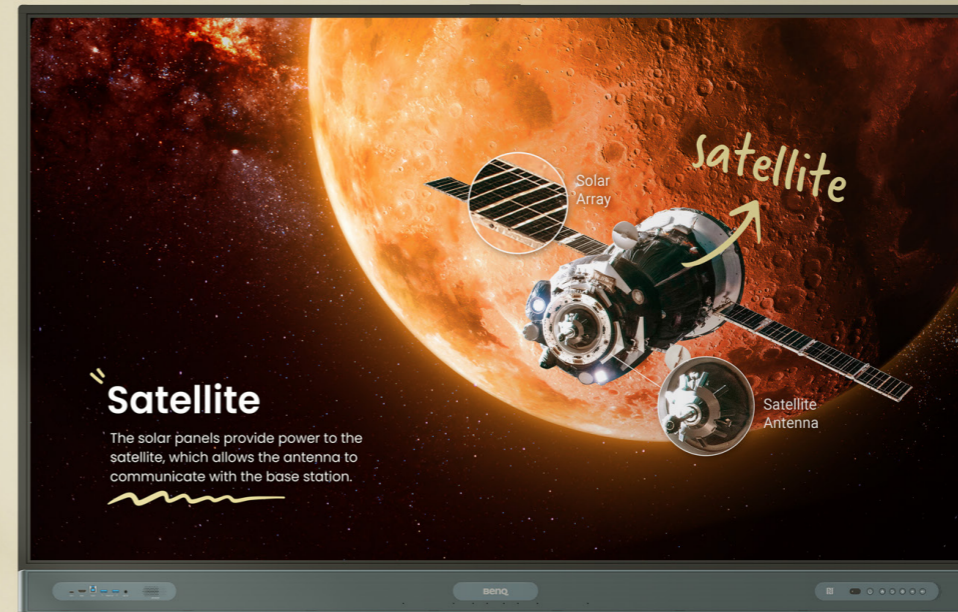 satellite
Solar
Array
Satellite
The solar panels provide power to the
satellite, which allows the antenna to
communicate with the base station.
Satellite
Antenna
BenQ